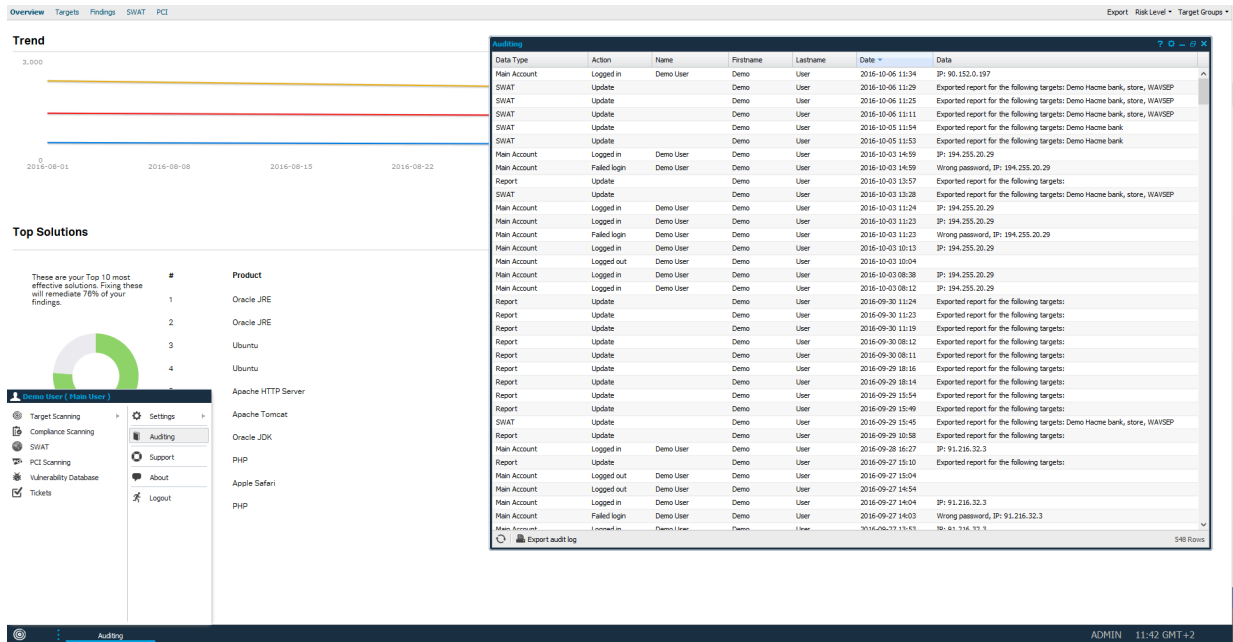 Overview Targets Findings SWAT PCI Export Risk Level Target Groups
Trend
3,000
0
2016-08-01 2016-08-08 2016-08-15 2016-08-22
Top Solutions
These are your Top 10 most
effective solutions. Fixing these
will remediate 76% of your
findings.
# Product
1 Oracle JRE
2 Oracle JRE
3 Ubuntu
4 Ubuntu
Apache HTTP Server
Apache Tomcat
Oracle JDK
PHP
Apple Safari
PHP
Demo User ( Main User )
Target Scanning
Compliance Scanning
SWAT
PCI Scanning
Vulnerability Database
Tickets
Settings
Auditing
Support
About
Logout
Auditing
Data Type Action Name Firstname Lastname Date Data
Main Account Logged in Demo User Demo User 2016-10-06 11:34 IP: 90.152.0.197
SWAT Update Demo User 2016-10-06 11:29 Exported report for the following targets: Demo Hacme bank, store, WAVSEP
SWAT Update Demo User 2016-10-06 11:25 Exported report for the following targets: Demo Hacme bank, store, WAVSEP
SWAT Update Demo User 2016-10-06 11:11 Exported report for the following targets: Demo Hacme bank, store, WAVSEP
SWAT Update Demo User 2016-10-05 11:54 Exported report for the following targets: Demo Hacme bank
SWAT Update Demo User 2016-10-05 11:53 Exported report for the following targets: Demo Hacme bank
Main Account Logged in Demo User Demo User 2016-10-03 14:59 IP: 194.255.20.29
Main Account Failed login Demo User Demo User 2016-10-03 14:59 Wrong password, IP: 194.255.20.29
Report Update Demo User 2016-10-03 13:57 Exported report for the following targets:
SWAT Update Demo User 2016-10-03 13:28 Exported report for the following targets: Demo Hacme bank, store, WAVSEP
Main Account Logged in Demo User Demo User 2016-10-03 11:24 IP: 194.255.20.29
Main Account Logged in Demo User Demo User 2016-10-03 11:23 IP: 194.255.20.29
Main Account Failed login Demo User Demo User 2016-10-03 11:23 Wrong password, IP: 194.255.20.29
Main Account Logged in Demo User Demo User 2016-10-03 10:13 IP: 194.255.20.29
Main Account Logged out Demo User Demo User 2016-10-03 10:04
Main Account Logged in Demo User Demo User 2016-10-03 08:38 IP: 194.255.20.29
Main Account Logged in Demo User Demo User 2016-10-03 08:12 IP: 194.255.20.29
Report Update Demo User 2016-09-30 11:24 Exported report for the following targets:
Report Update Demo User 2016-09-30 11:23 Exported report for the following targets:
Report Update Demo User 2016-09-30 11:19 Exported report for the following targets:
Report Update Demo User 2016-09-30 08:12 Exported report for the following targets:
Report Update Demo User 2016-09-30 08:11 Exported report for the following targets:
Report Update Demo User 2016-09-29 18:16 Exported report for the following targets:
Report Update Demo User 2016-09-29 18:14 Exported report for the following targets:
Report Update Demo User 2016-09-29 15:54 Exported report for the following targets:
Report Update Demo User 2016-09-29 15:49 Exported report for the following targets:
SWAT Update Demo User 2016-09-29 15:45 Exported report for the following targets: Demo Hacme bank, store, WAVSEP
Report Update Demo User 2016-09-29 10:58 Exported report for the following targets:
Main Account Logged in Demo User Demo User 2016-09-28 16:27 IP: 91.216.32.3
Report Update Demo User 2016-09-27 15:10 Exported report for the following targets:
Main Account Logged out Demo User Demo User 2016-09-27 15:04
Main Account Logged out Demo User Demo User 2016-09-27 14:54
Main Account Logged in Demo User Demo User 2016-09-27 14:04 IP: 91.216.32.3
Main Account Failed login Demo User Demo User 2016-09-27 14:03 Wrong password, IP: 91.216.32.3
Main Account Logged in Demo User Demo User 2016-09-27 13:53 IP: 91.216.32.3
Export audit log 548 Rows
Auditing ADMIN 11:42 GMT+2